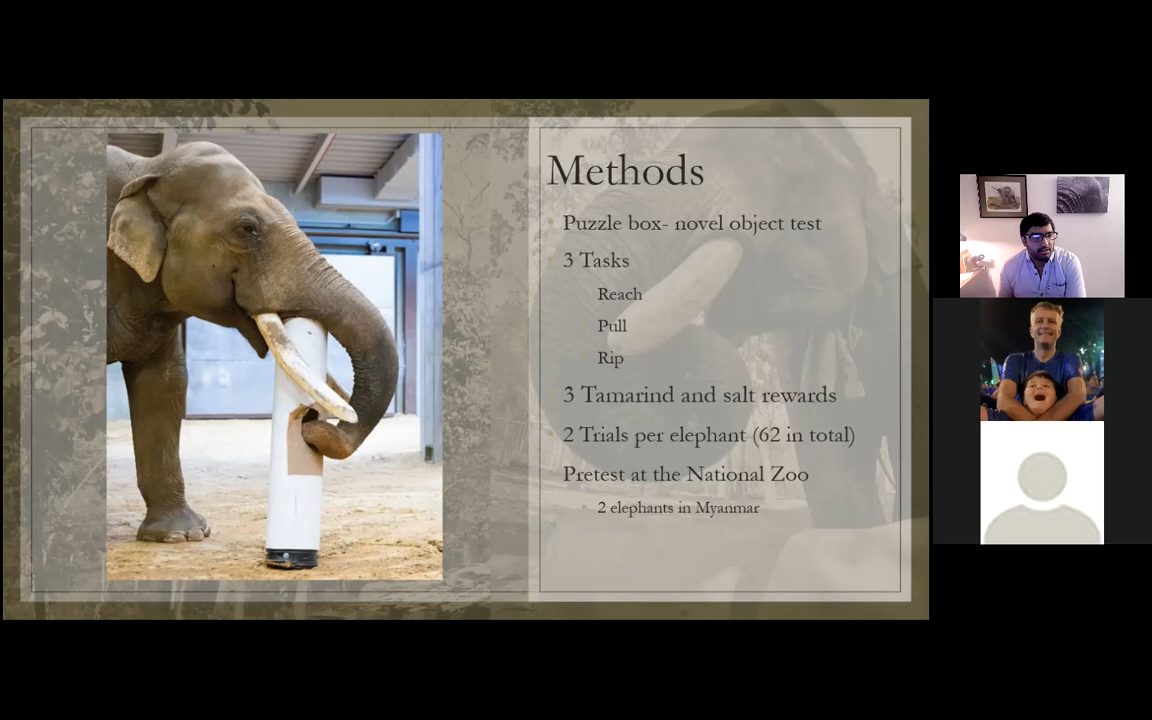 Methods
Puzzle box- novel object test
3 Tasks
Reach
Pull
Rip
3 Tamarind and salt rewards
2 Trials per elephant (62 in total)
Pretest at the National Zoo
2 elephants in Myanmar